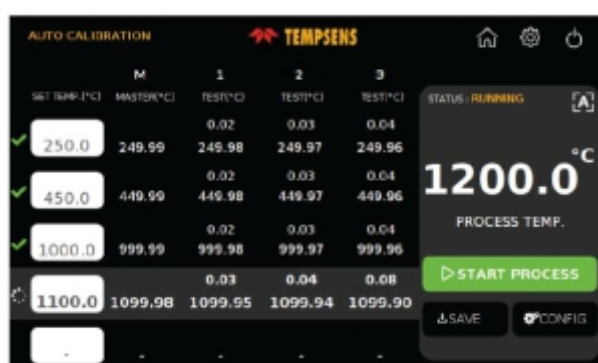 AUTO CALIBRATION
TEMPSENS
M 1 2 3
SET TEMP.(°C) MASTER(°C) TEST(°C) TEST(°C) TEST(°C)
STATUS : RUNNING
[A]
0.02 0.03 0.04
250.0 249.99 249.98 249.97 249.96
0.02 0.03 0.04
450.0 449.99 449.98 449.97 449.96
0.02 0.03 0.04
1000.0 999.99 999.98 999.97 999.96
0.03 0.04 0.08
1100.0 1099.98 1099.95 1099.94 1099.90
- - - - -
1200.0 °C
PROCESS TEMP.
START PROCESS
SAVE CONFIG.